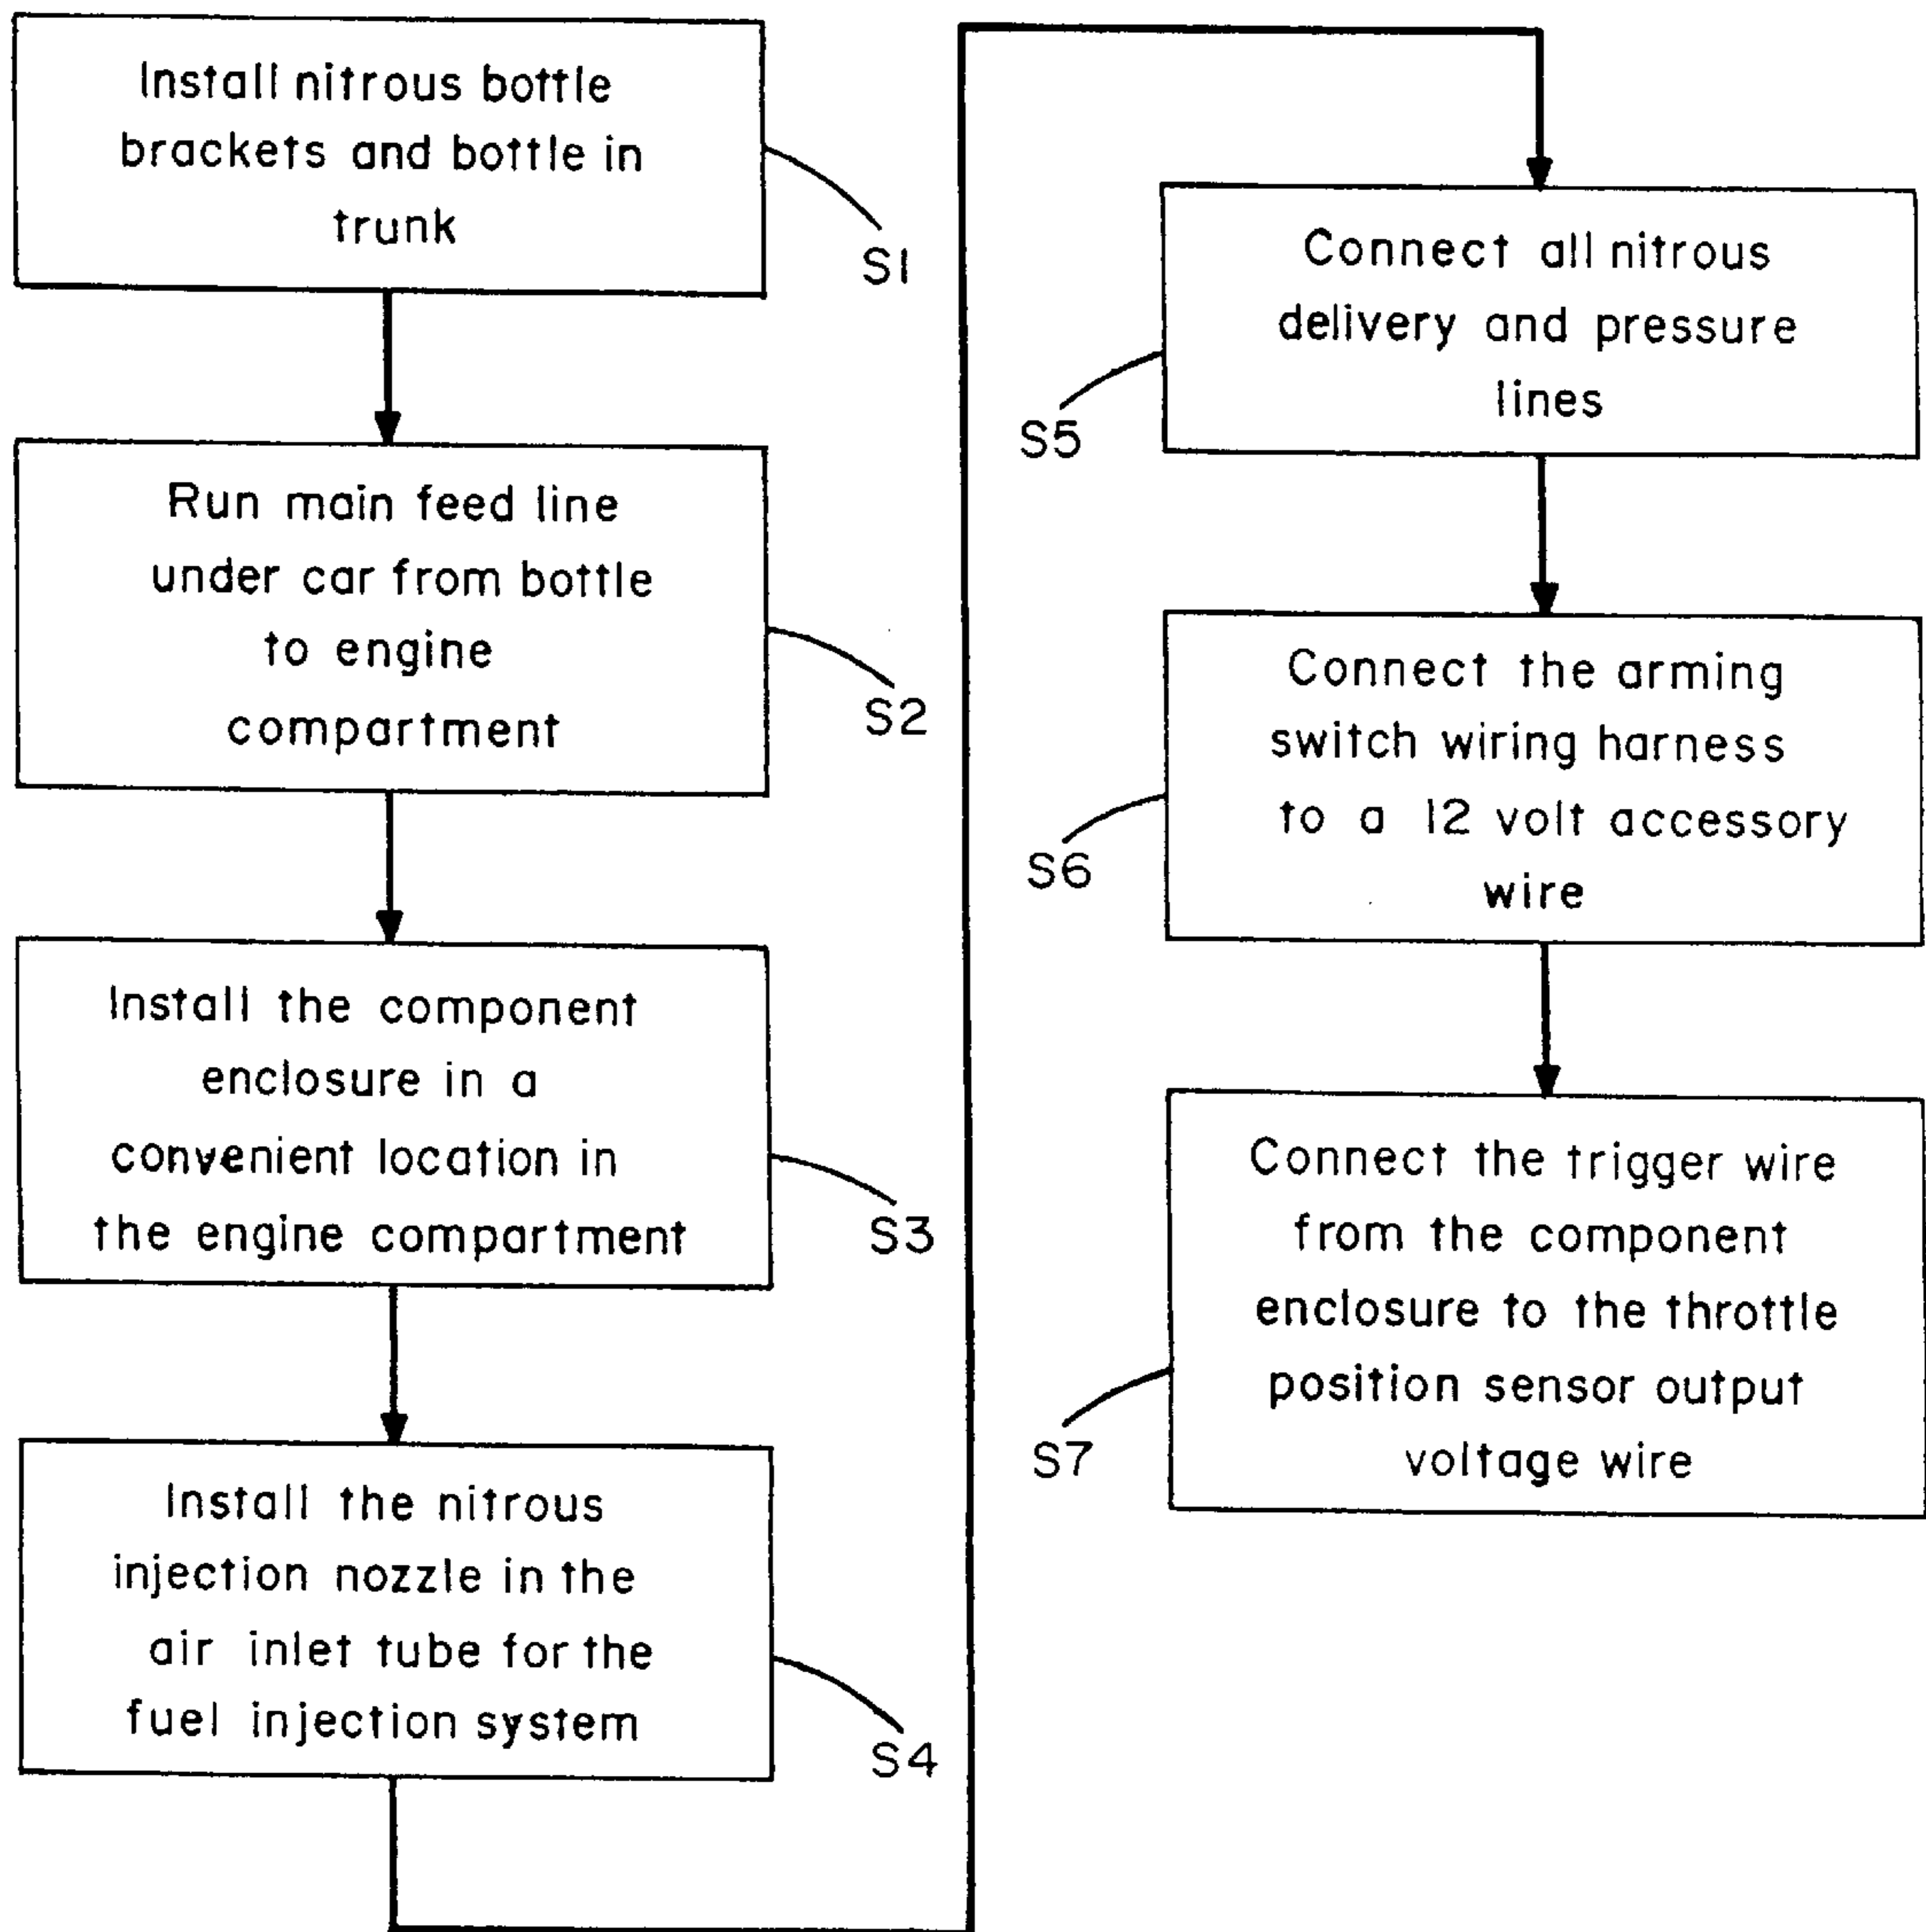 Install nitrous bottle
brackets and bottle in
trunk
S1
Run main feed line
under car from bottle
to engine
compartment
S2
Install the component
enclosure in a
convenient location in
the engine compartment
S3
Install the nitrous
injection nozzle in the
air inlet tube for the
fuel injection system
S4
Connect all nitrous
delivery and pressure
lines
S5
Connect the arming
switch wiring harness
to a 12 volt accessory
wire
S6
Connect the trigger wire
from the component
enclosure to the throttle
position sensor output
voltage wire
S7